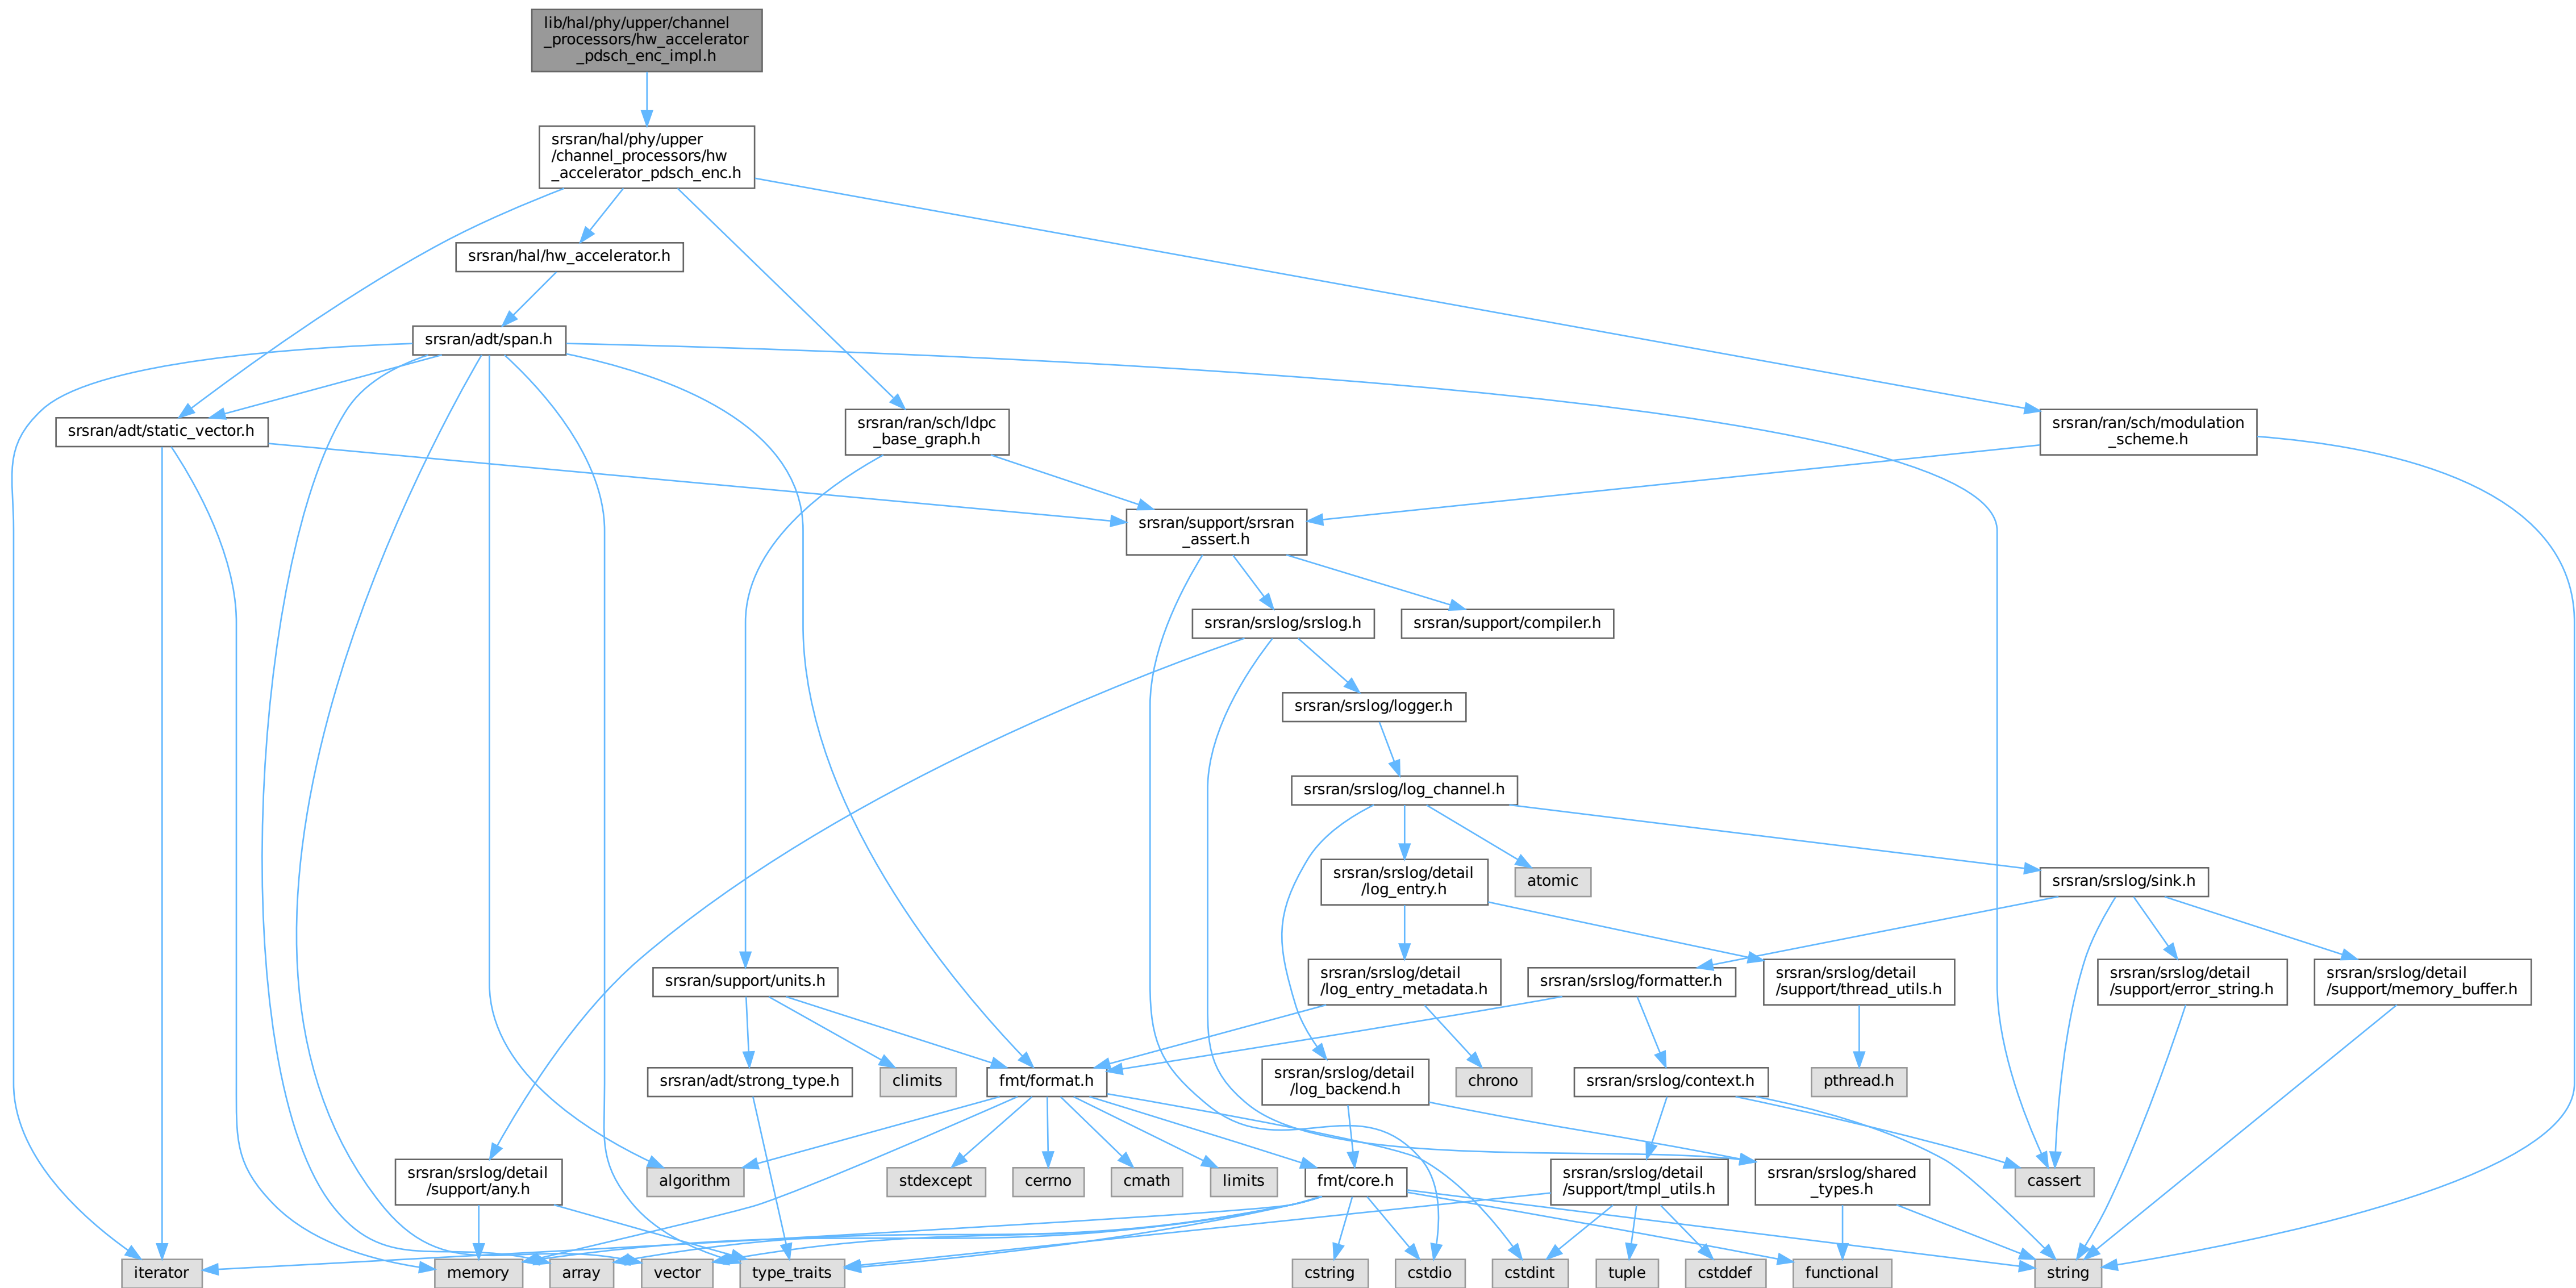 lib/hal/phy/upper/channel
_processors/hw_accelerator
_pdsch_enc_impl.h
srsran/hal/phy/upper
/channel_processors/hw
_accelerator_pdsch_enc.h
srsran/hal/hw_accelerator.h
srsran/adt/span.h
srsran/adt/static_vector.h
srsran/ran/sch/ldpc
_base_graph.h
srsran/ran/sch/modulation
_scheme.h
srsran/support/srsran
_assert.h
srsran/srslog/srslog.h
srsran/support/compiler.h
srsran/srslog/logger.h
srsran/srslog/log_channel.h
srsran/srslog/detail
/log_entry.h
atomic
srsran/srslog/sink.h
srsran/support/units.h
srsran/srslog/detail
/log_entry_metadata.h
srsran/srslog/formatter.h
srsran/srslog/detail
/support/thread_utils.h
srsran/srslog/detail
/support/error_string.h
srsran/srslog/detail
/support/memory_buffer.h
srsran/adt/strong_type.h
climits
fmt/format.h
srsran/srslog/detail
/log_backend.h
chrono
srsran/srslog/context.h
pthread.h
srsran/srslog/detail
/support/any.h
algorithm
stdexcept
cerrno
cmath
limits
fmt/core.h
srsran/srslog/detail
/support/tmpl_utils.h
srsran/srslog/shared
_types.h
cassert
iterator
memory
array
vector
type_traits
cstring
cstdio
cstdint
tuple
cstddef
functional
string